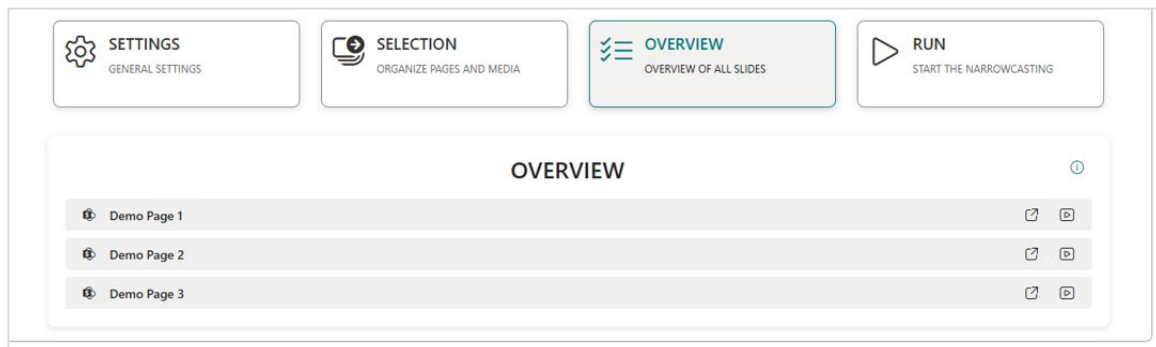 SETTINGS
GENERAL SETTINGS
SELECTION
ORGANIZE PAGES AND MEDIA
OVERVIEW
OVERVIEW OF ALL SLIDES
RUN
START THE NARROWCASTING
OVERVIEW
Demo Page 1
Demo Page 2
Demo Page 3